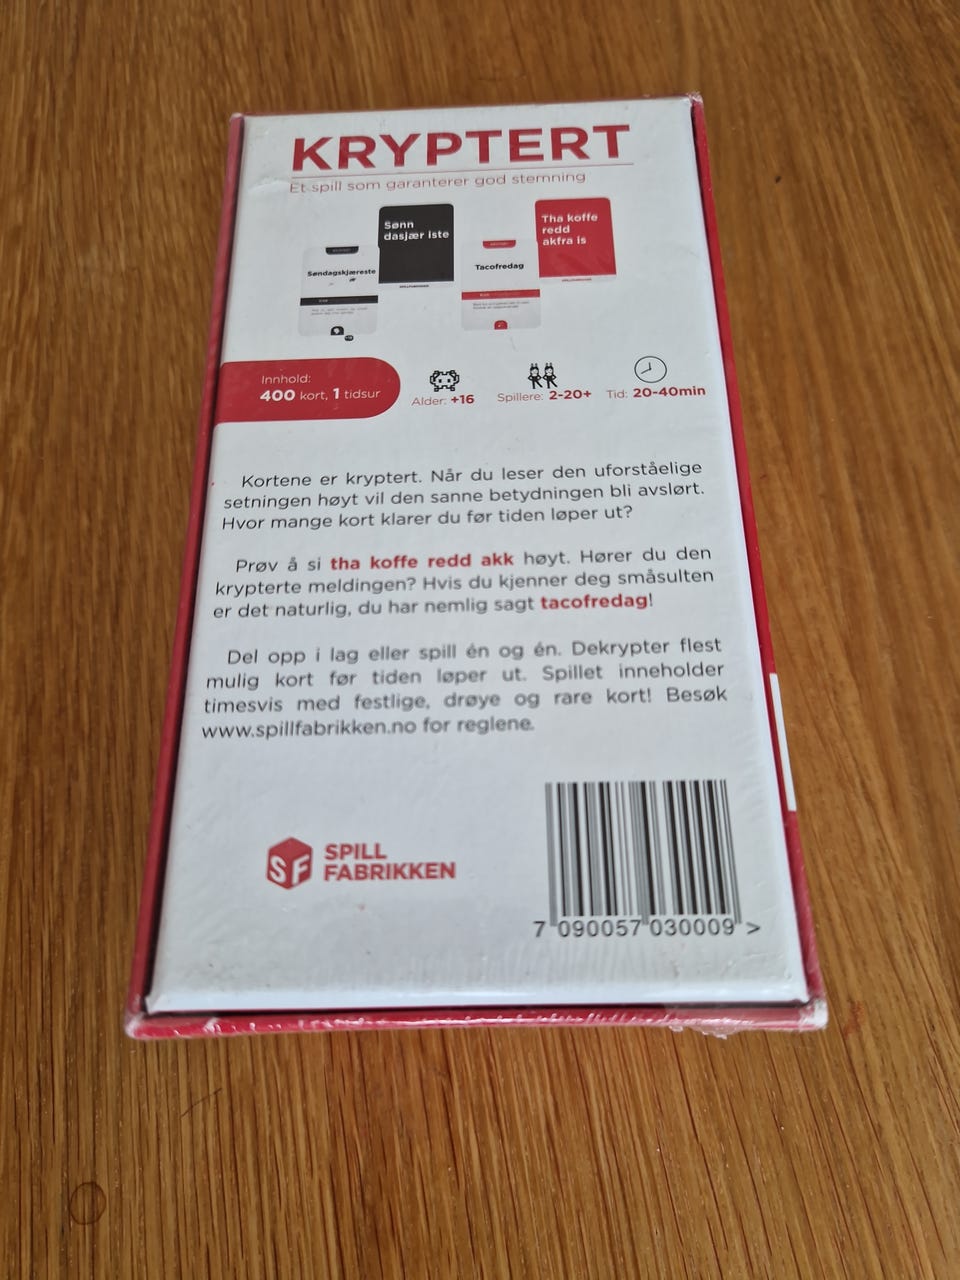 KRYPTERT
Et spill som garanterer god stemning
Sønn
dasjær iste
Søndagskjæreste
Tha koffe
redd
akfra is
Tacofredag
Innhold:
400 kort, 1 tidsur
Alder: +16
Spillere: 2-20+
Tid: 20-40min
Kortene er kryptert. Når du leser den uforståelige
setningen høyt vil den sanne betydningen bli avslørt.
Hvor mange kort klarer du før tiden løper ut?
Prøv å si tha koffe redd akk høyt. Hører du den
krypterte meldingen? Hvis du kjenner deg småsulten
er det naturlig, du har nemlig sagt tacofredag!
Del opp i lag eller spill én og én. Dekrypter flest
mulig kort før tiden løper ut. Spillet inneholder
timesvis med festlige, drøye og rare kort! Besøk
www.spillfabrikken.no for reglene.
SF
SPILL
FABRIKKEN
7 090057 030009 >